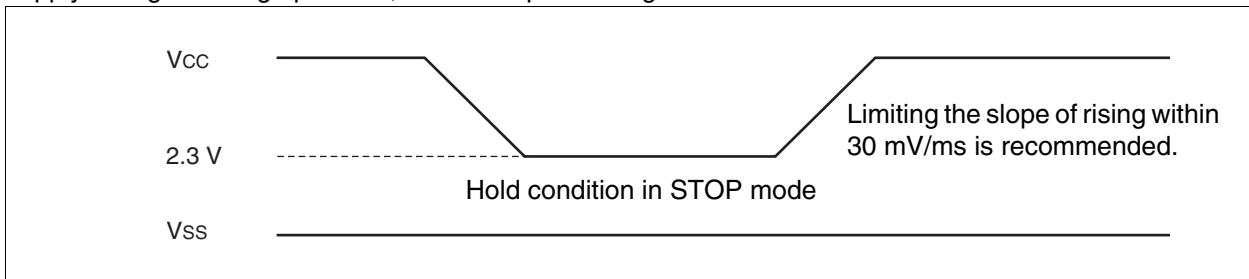 Vcc
Limiting the slope of rising within
30 mV/ms is recommended.
2.3 V
Hold condition in STOP mode
Vss